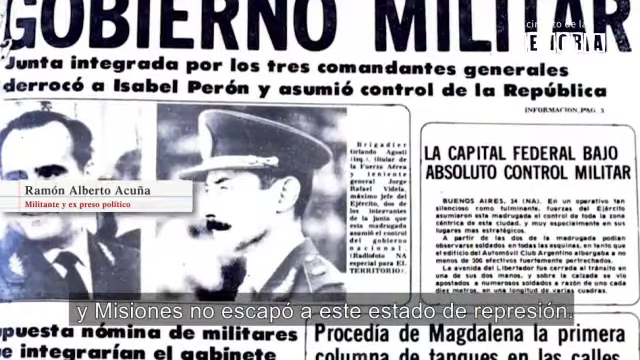 GOBIERNO MILITAR
cimiento de la
MEMORIA
Junta integrada por los tres comandantes generales
derrocó a Isabel Perón y asumió control de la República
INFORMACION PAG. 3
Brigadier
Orlando Agosti
(izq.), titular de
la Fuerza Aérea
y teniente
general Jorge
Rafael Videla,
máximo jefe del
Ejército, dos de
los integrantes
de la junta que
esta madrugada
asumió el control
del gobierno
nacional.
(Radiofoto NA
especial para EL
TERRITORIO)
LA CAPITAL FEDERAL BAJO
ABSOLUTO CONTROL MILITAR
BUENOS AIRES, 24 (NA). En un operativo tan
silencioso como fulminante, fuerzas del Ejército
asumieron esta madrugada el control de toda la zona
céntrica de esta ciudad, y muy especialmente en sus
lugares mas estratégicos.
A partir de las dos de la madrugada podían
observarse soldados en todas las esquinas, en tanto que
el edificio del Automóvil Club Argentino albergaba a no
menos de 300 efectivos fuertemente pertrechados.
La avenida del Libertador fue cerrada al tránsito en
una de sus dos manos, y sobre la calzada se vio
apostados a numerosos soldados a razón de uno cada
diez metros, en una longitud de varias cuadras.
Ramón Alberto Acuña
Militante y ex preso político
y Misiones no escapó a este estado de represión.
puesta nómina de militares
e integrarían el gabinete
Procedía de Magdalena la primera
columna de tanques en las calles